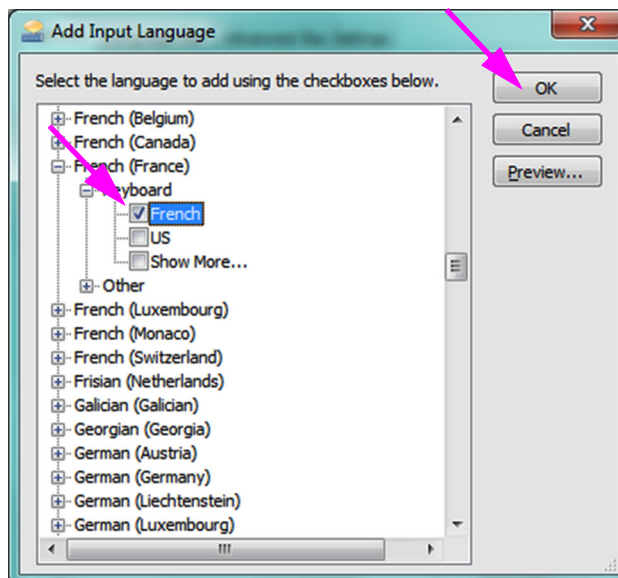 Add Input Language
Select the language to add using the checkboxes below.
OK
Cancel
Preview...
French (Belgium)
French (Canada)
French (France)
Keyboard
French
US
Show More...
Other
French (Luxembourg)
French (Monaco)
French (Switzerland)
Frisian (Netherlands)
Galician (Galician)
Georgian (Georgia)
German (Austria)
German (Germany)
German (Liechtenstein)
German (Luxembourg)